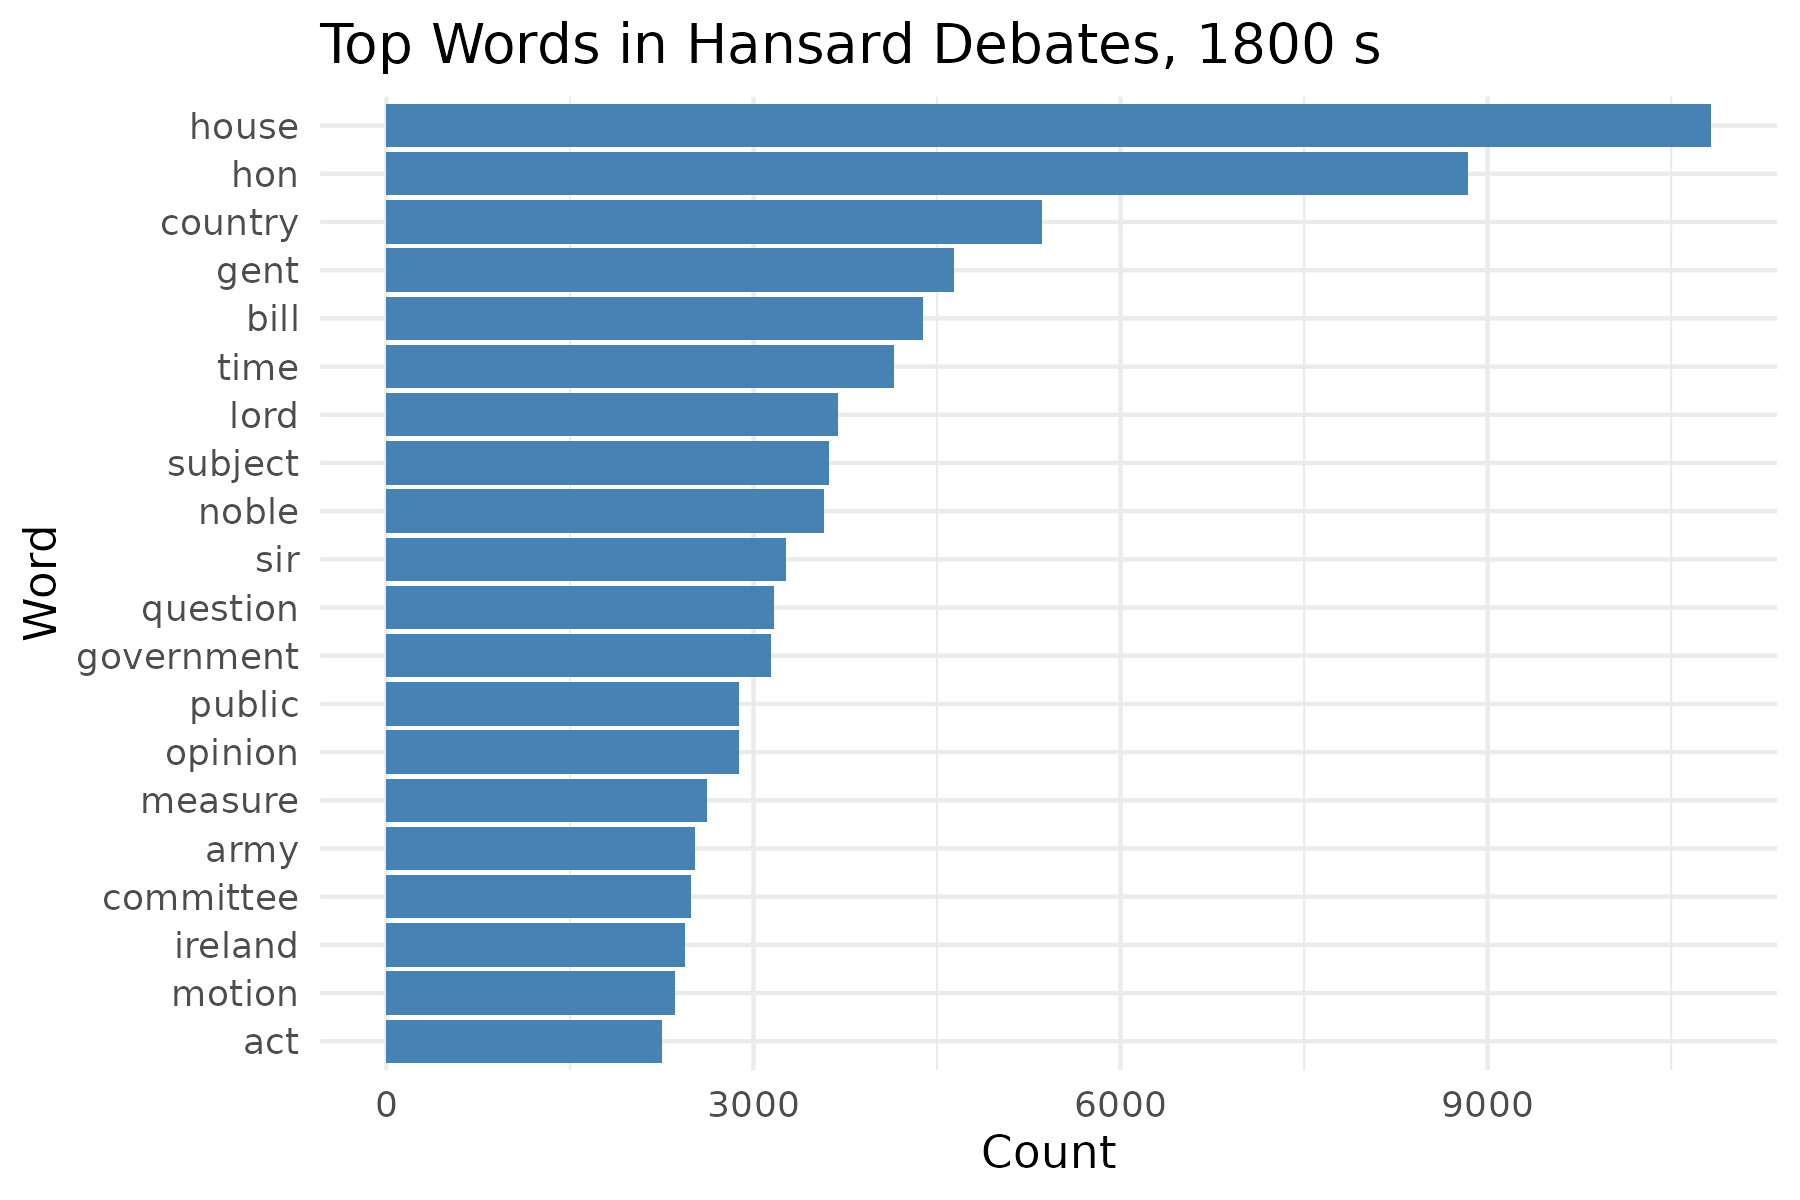 Top Words in Hansard Debates, 1800 s
house
hon
country
gent
bill
time
lord
subject
noble
sir
question
government
public
opinion
measure
army
committee
ireland
motion
act
Word
0 3000 6000 9000
Count